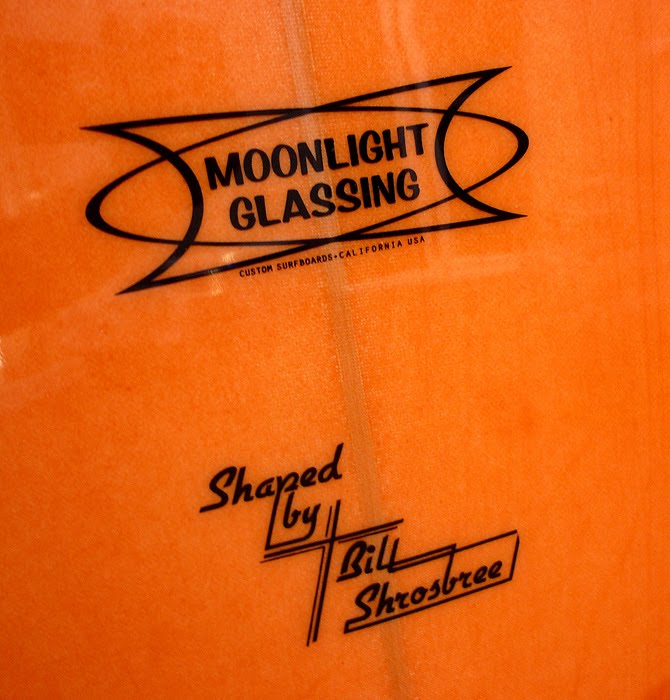 MOONLIGHT
GLASSING
CUSTOM SURFBOARDS•CALIFORNIA USA
Shaped
by
Bill
Shrosbree